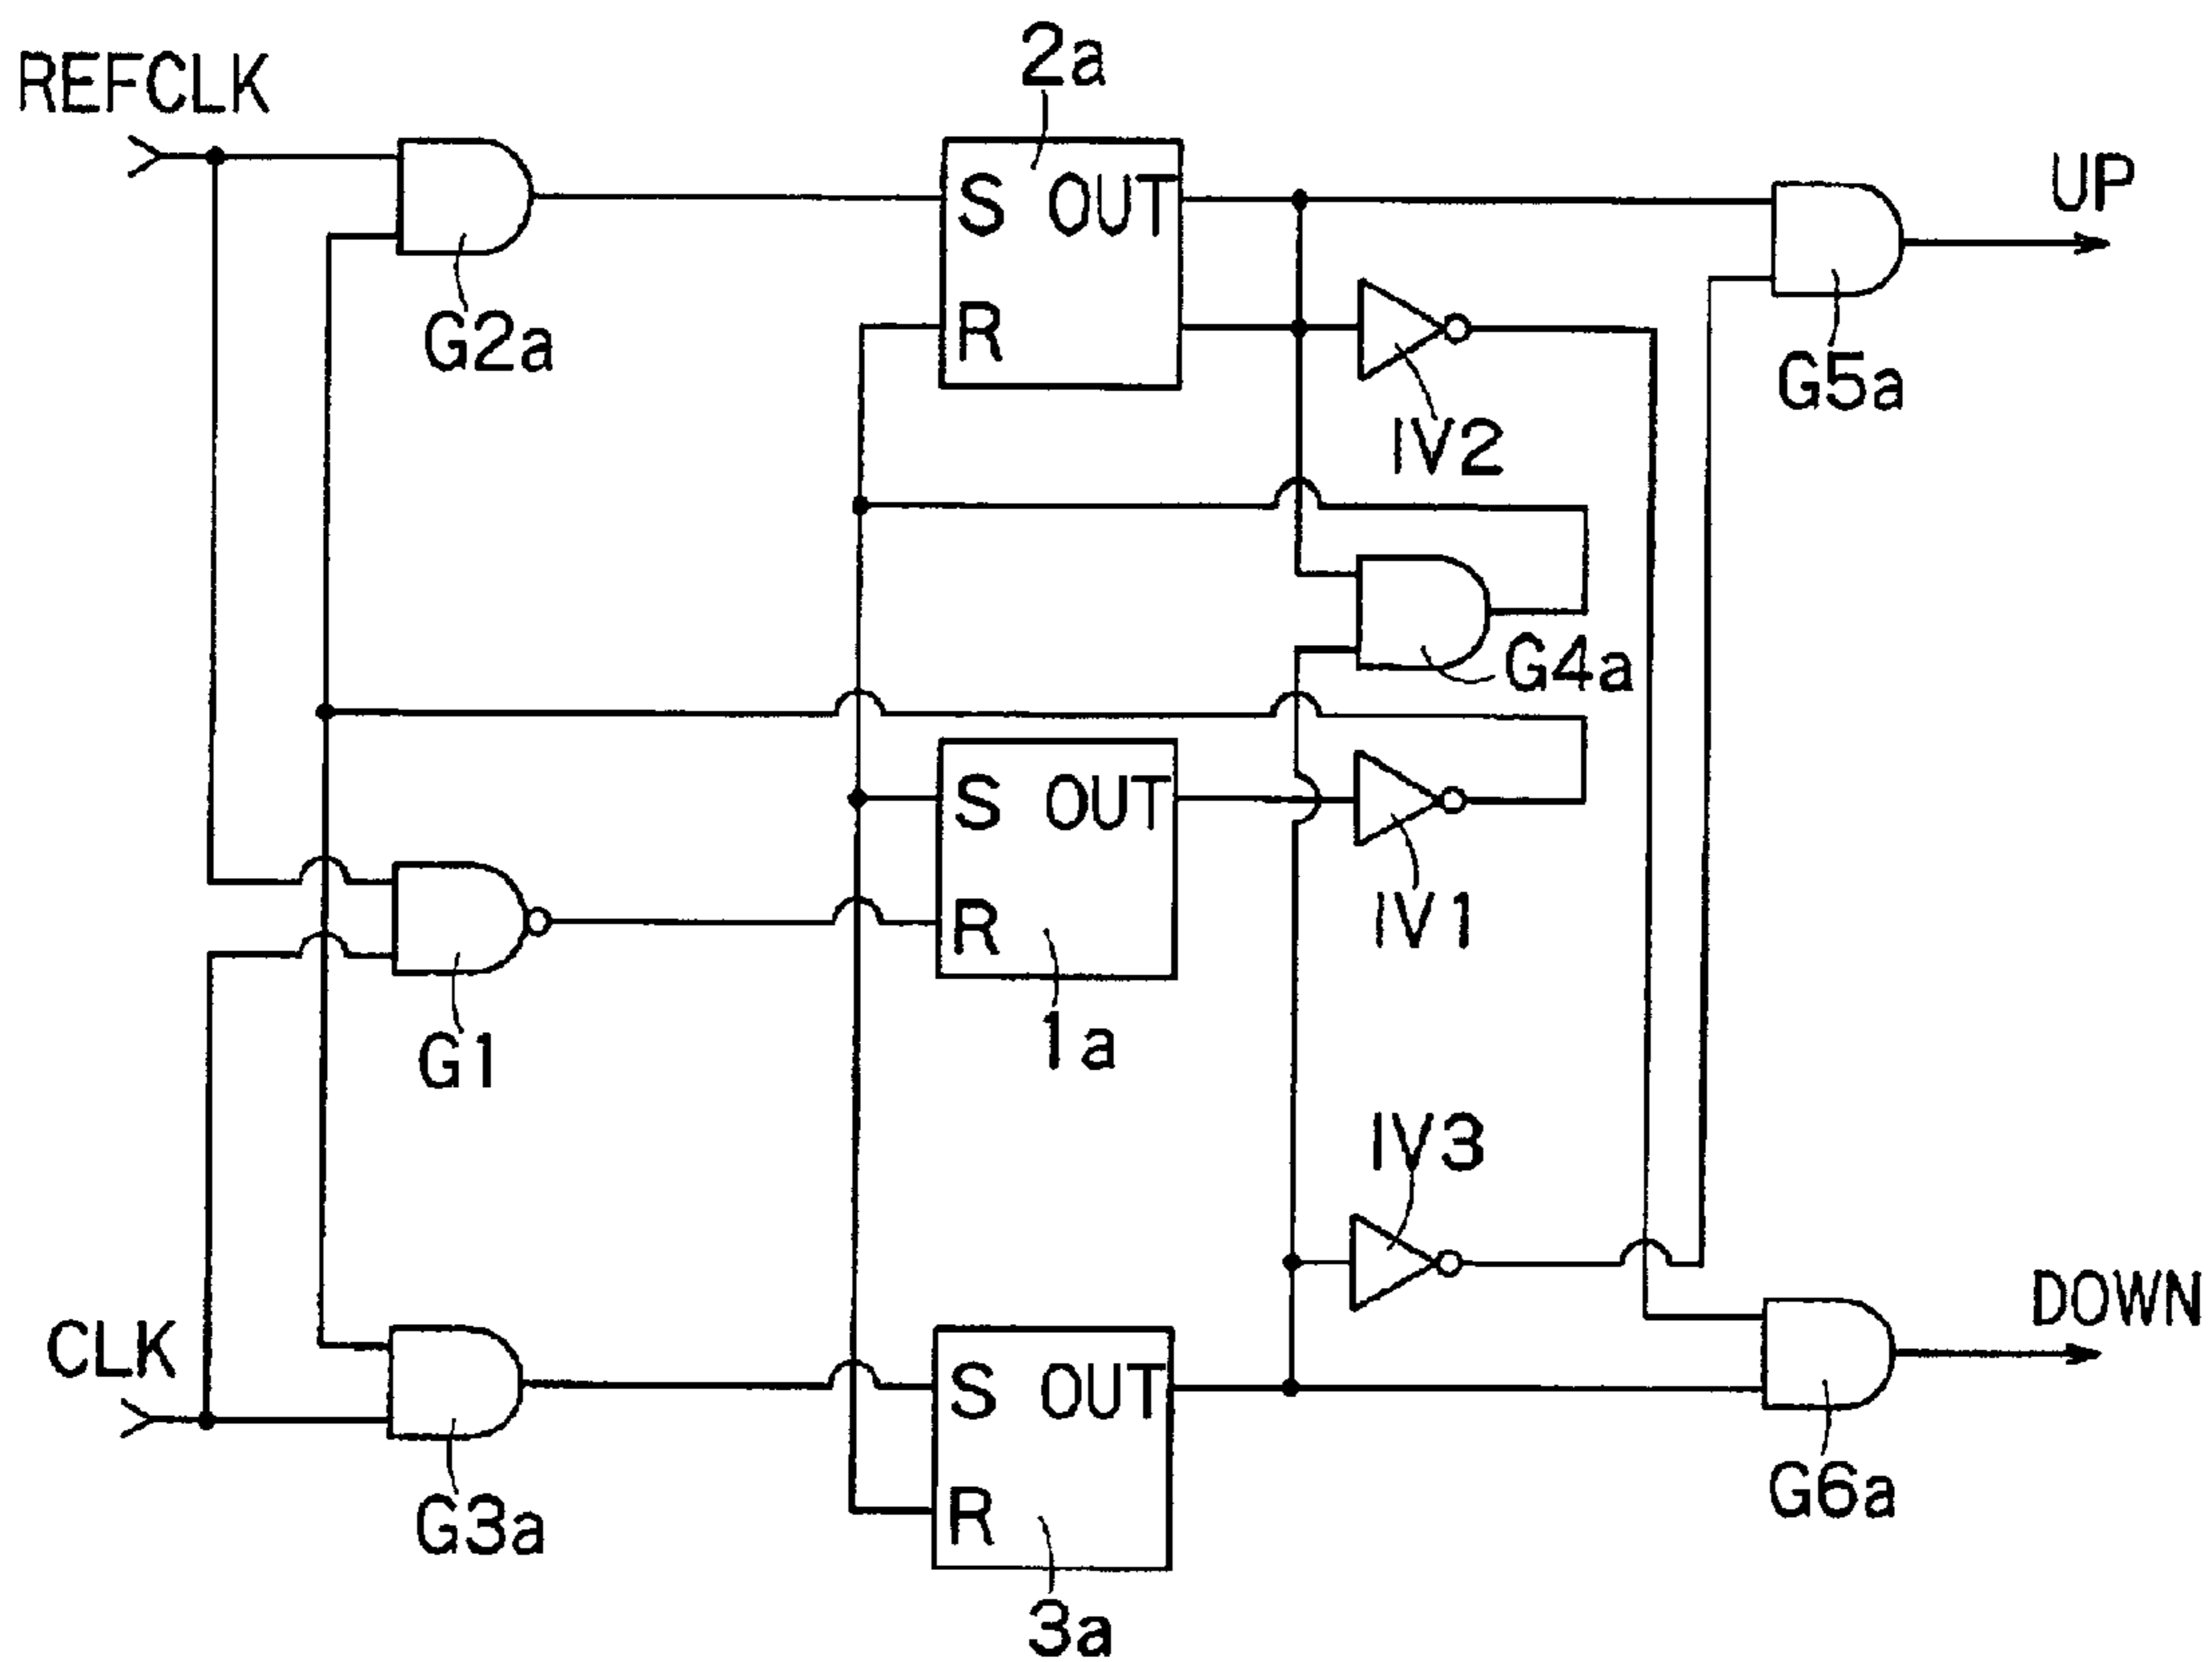 2a
REFCLK
UP
S OUT
R
G2a
G5a
IV2
G4a
S OUT
R
IV1
G1
1a
IV3
DOWN
CLK
S OUT
R
G3a
G6a
3a